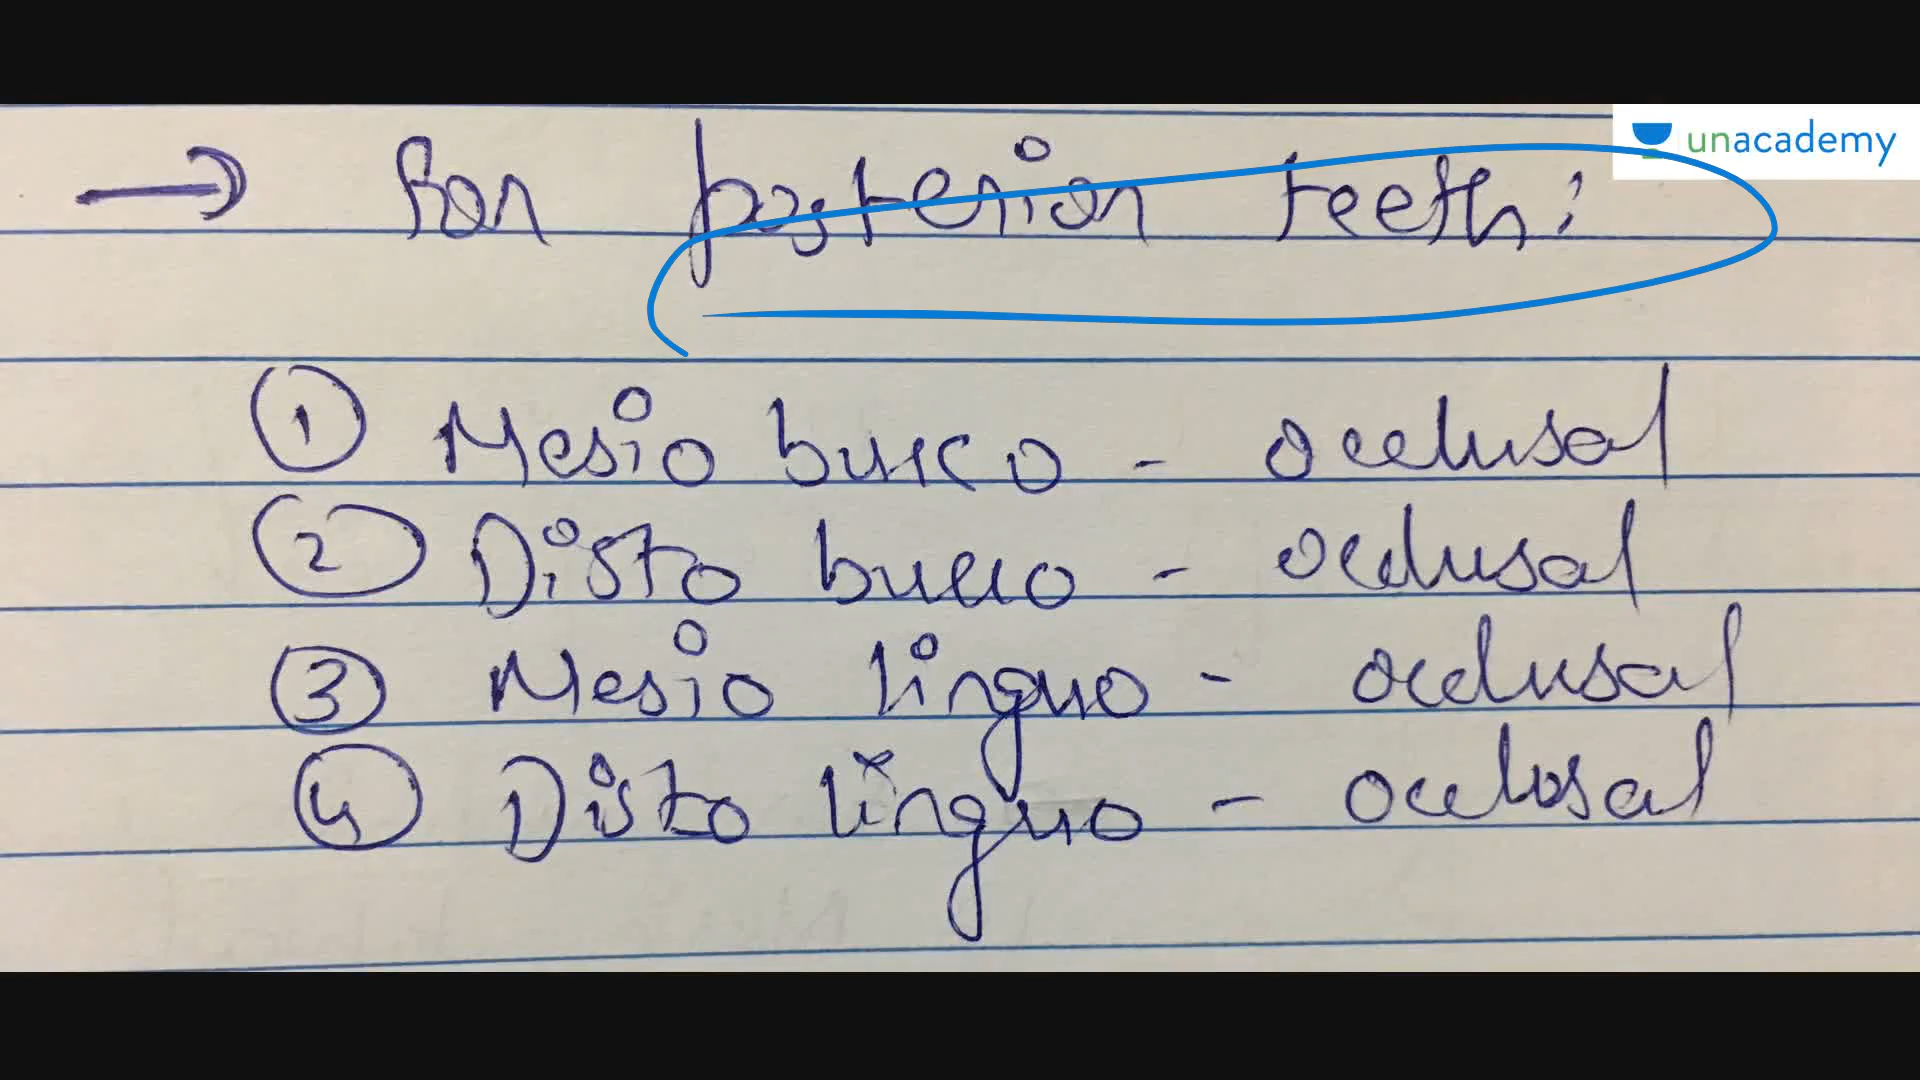 unacademy
→ For posterior teeth:
① Mesio bucco - occlusal
② Disto bucco - occlusal
③ Mesio linguo - occlusal
④ Disto linguo - occlusal